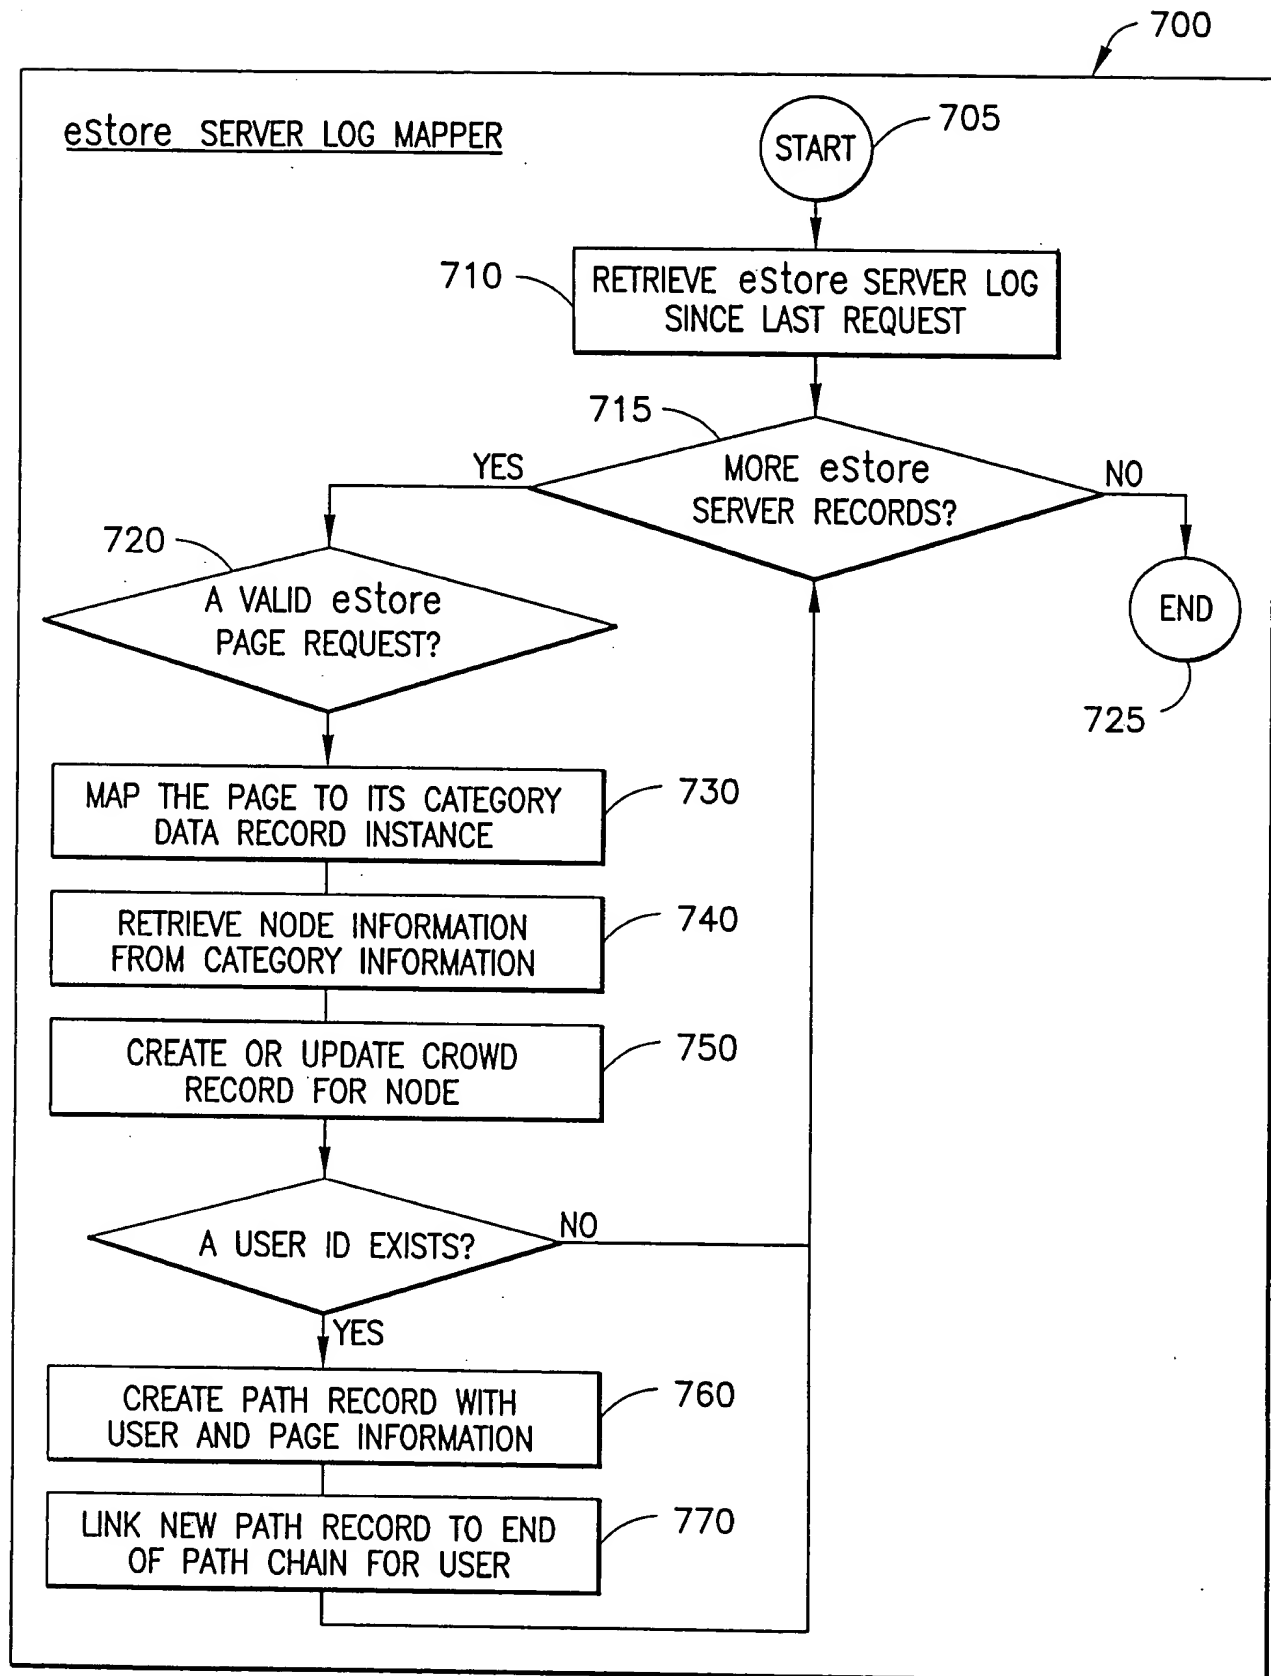 700
eStore SERVER LOG MAPPER
START
705
710
RETRIEVE eStore SERVER LOG
SINCE LAST REQUEST
715
YES
MORE eStore
SERVER RECORDS?
NO
720
A VALID eStore
PAGE REQUEST?
END
725
MAP THE PAGE TO ITS CATEGORY
DATA RECORD INSTANCE
730
RETRIEVE NODE INFORMATION
FROM CATEGORY INFORMATION
740
CREATE OR UPDATE CROWD
RECORD FOR NODE
750
A USER ID EXISTS?
NO
YES
CREATE PATH RECORD WITH
USER AND PAGE INFORMATION
760
LINK NEW PATH RECORD TO END
OF PATH CHAIN FOR USER
770